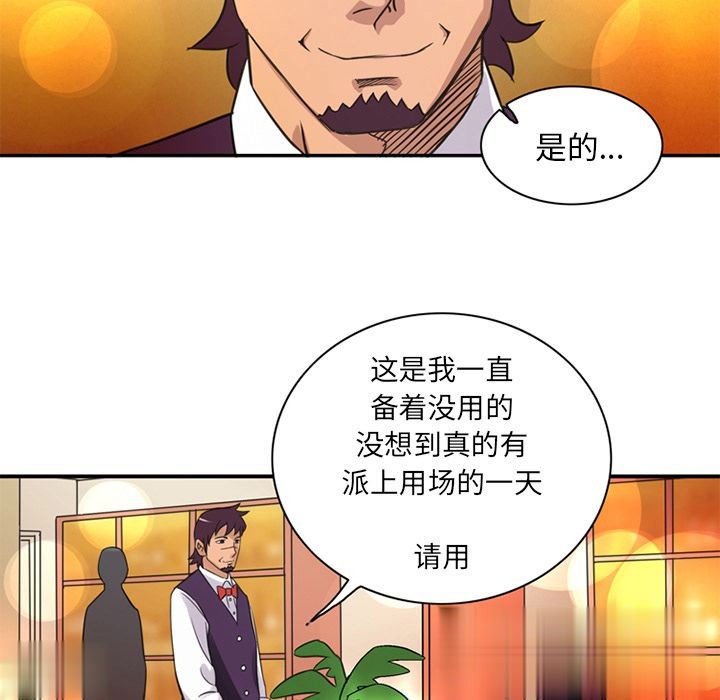 是的...
这是我一直
备着没用的
没想到真的有
派上用场的一天
请用